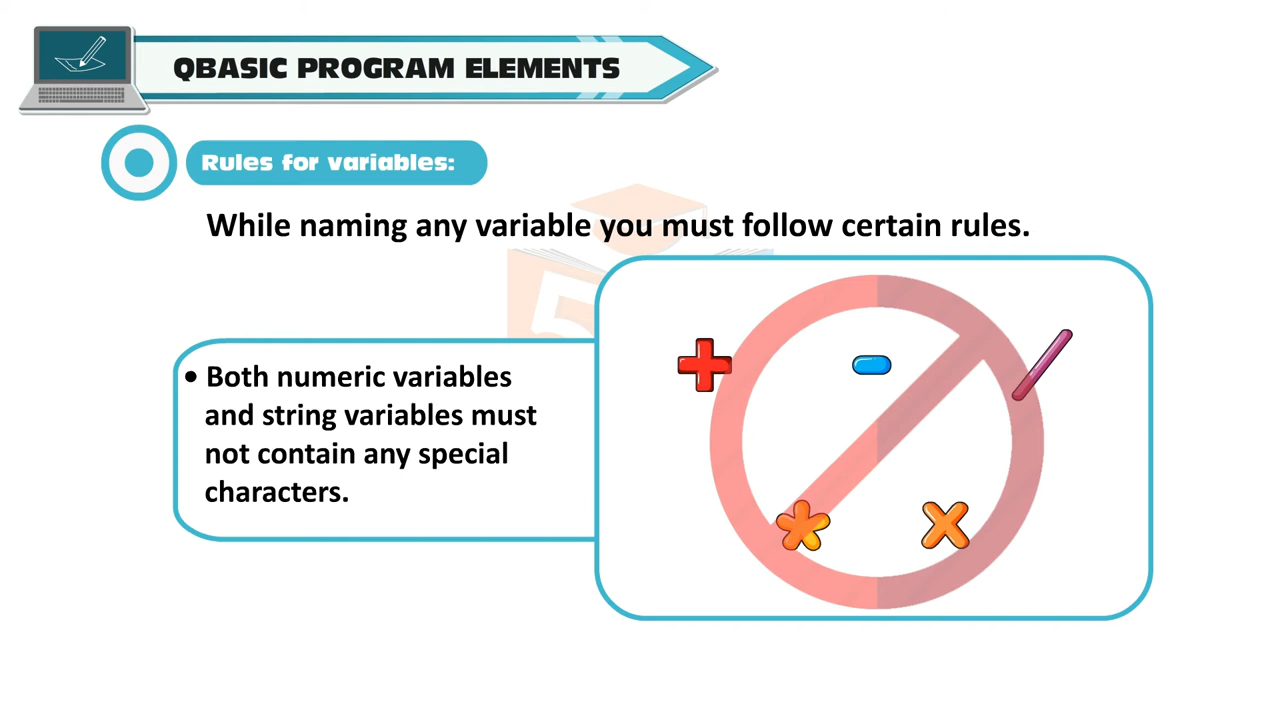 QBASIC PROGRAM ELEMENTS
Rules for variables:
While naming any variable you must follow certain rules.
• Both numeric variables
and string variables must
not contain any special
characters.